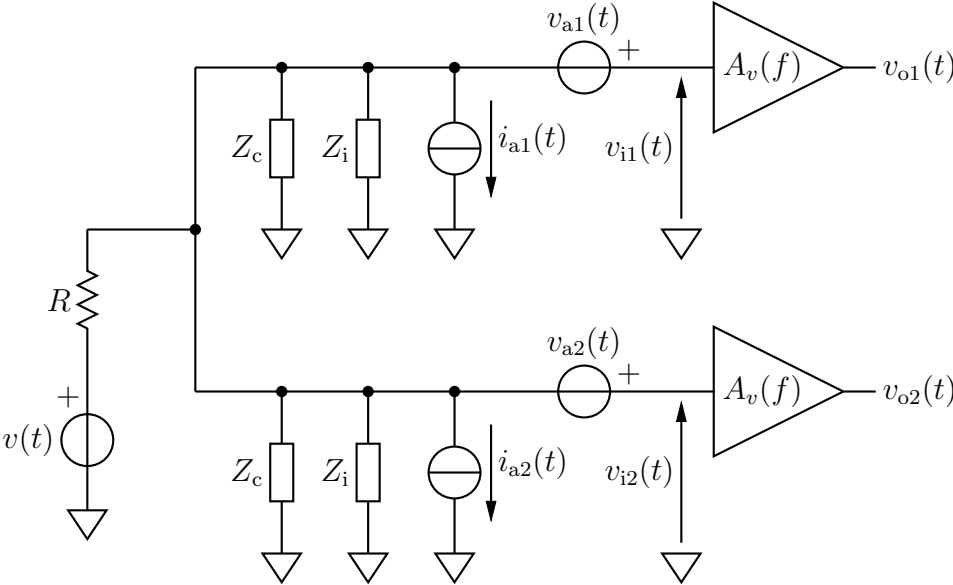 v_a1(t)
+
A_v(f)
v_o1(t)
Z_c
Z_i
i_a1(t)
v_i1(t)
R
+
v(t)
v_a2(t)
+
A_v(f)
v_o2(t)
Z_c
Z_i
i_a2(t)
v_i2(t)